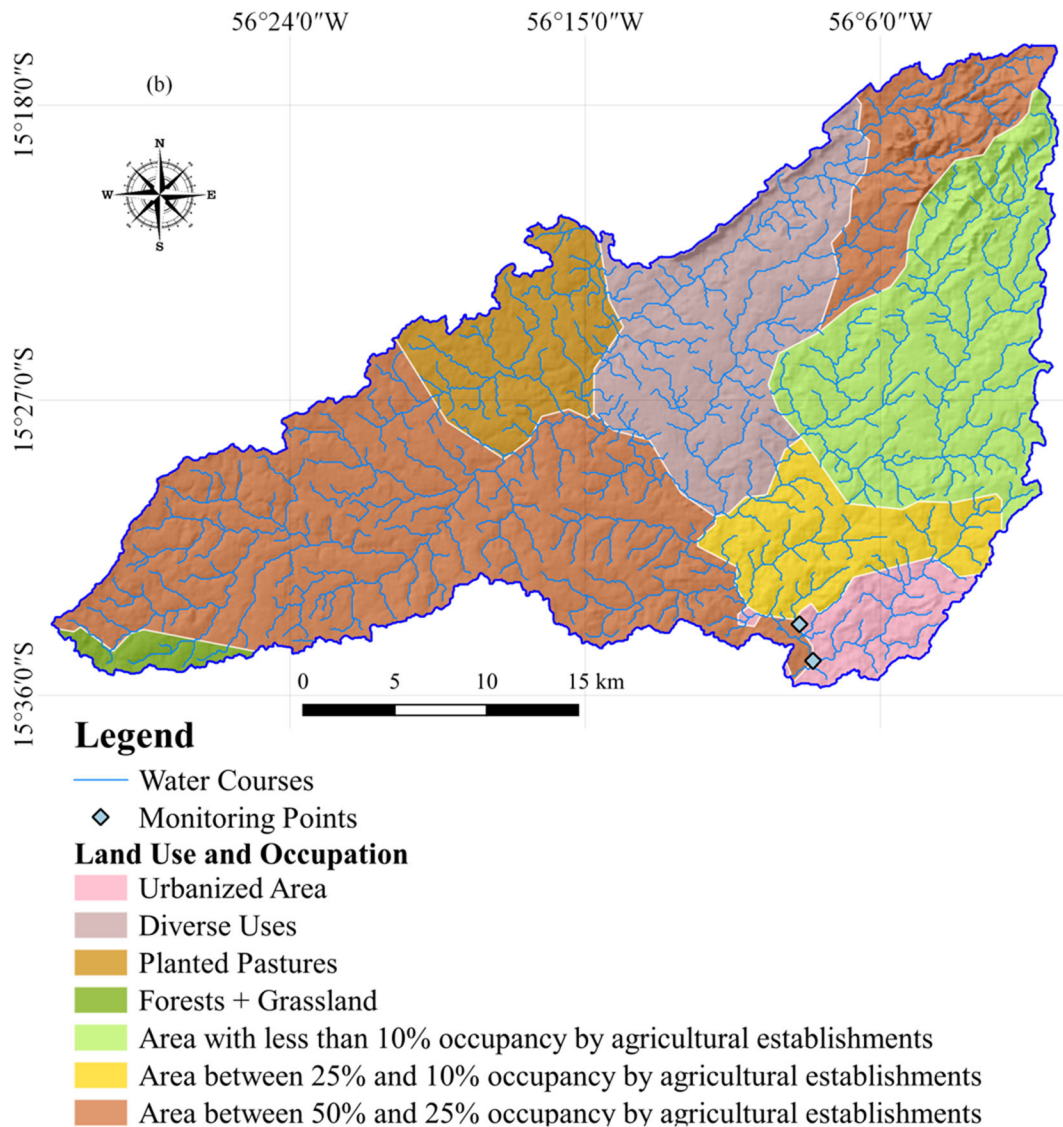 56°24'0"W 56°15'0"W 56°6'0"W
(b)
15°18'0"S
N
W E
S
15°27'0"S
15°36'0"S
0 5 10 15 km
Legend
Water Courses
Monitoring Points
Land Use and Occupation
Urbanized Area
Diverse Uses
Planted Pastures
Forests + Grassland
Area with less than 10% occupancy by agricultural establishments
Area between 25% and 10% occupancy by agricultural establishments
Area between 50% and 25% occupancy by agricultural establishments